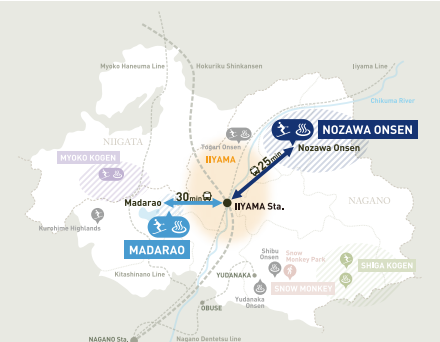 Myoko Haneuma Line
Hokuriku Shinkansen
Iiyama Line
Chikuma River
NOZAWA ONSEN
Nozawa Onsen
NIIGATA
Togari Onsen
IIYAMA
25min
MYOKO KOGEN
NAGANO
Madarao
30min
IIYAMA Sta.
Kurohime Highlands
MADARAO
Shibu
Onsen
Snow
Monkey Park
SHIGA KOGEN
Kitashinano Line
YUDANAKA
SNOW MONKEY
Yudanaka
Onsen
OBUSE
NAGANO Sta.
Nagano Dentetsu line